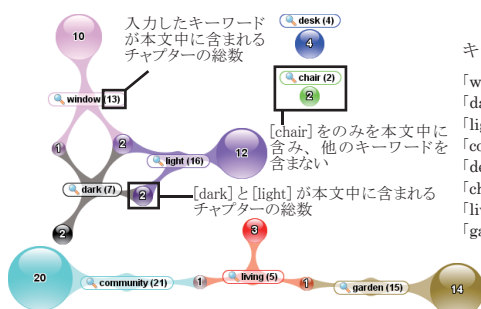 10
入力したキーワード
が本文中に含まれる
チャプターの総数
desk (4)
4
chair (2)
2
キ
window (13)
1
2
light (16)
12
[chair]をのみを本文中に
含み、他のキーワードを
含まない
dark (7)
2
[dark]と[light]が本文中に含まれる
チャプターの総数
2
3
20
community (21)
1
living (5)
1
garden (15)
14
「w
「da
「lig
「co
「de
「ch
「liv
「ga